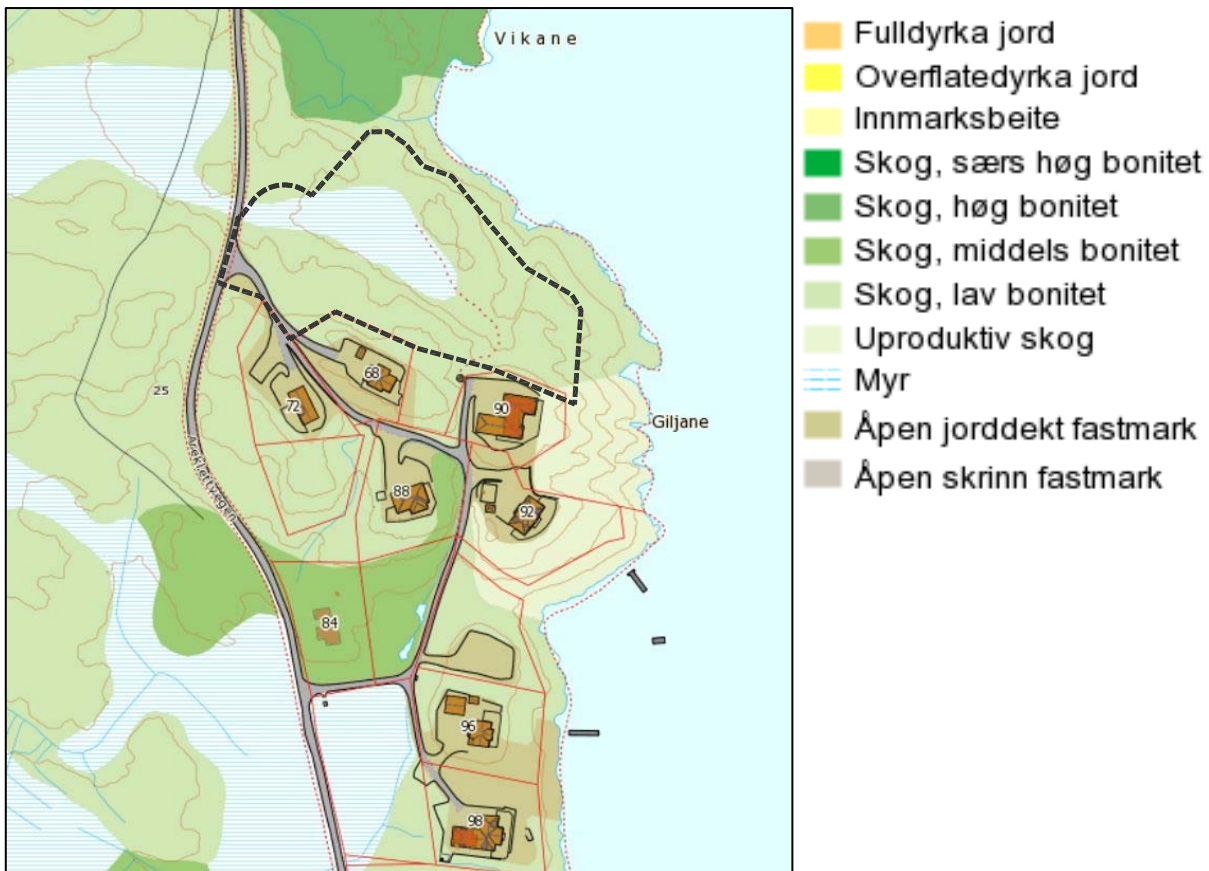 Vikane
68
72
90
25
Giljane
88
92
Areklettvegen
84
96
98
Fulldyrka jord
Overflatedyrka jord
Innmarksbeite
Skog, særs høg bonitet
Skog, høg bonitet
Skog, middels bonitet
Skog, lav bonitet
Uproduktiv skog
Myr
Åpen jorddekt fastmark
Åpen skrinn fastmark